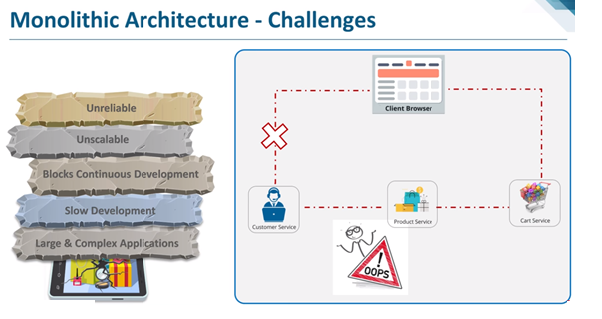 Monolithic Architecture - Challenges
Unreliable
Unscalable
Blocks Continuous Development
Slow Development
Large & Complex Applications
Client Browser
Customer Service
Product Service
Cart Service
!
OOPS